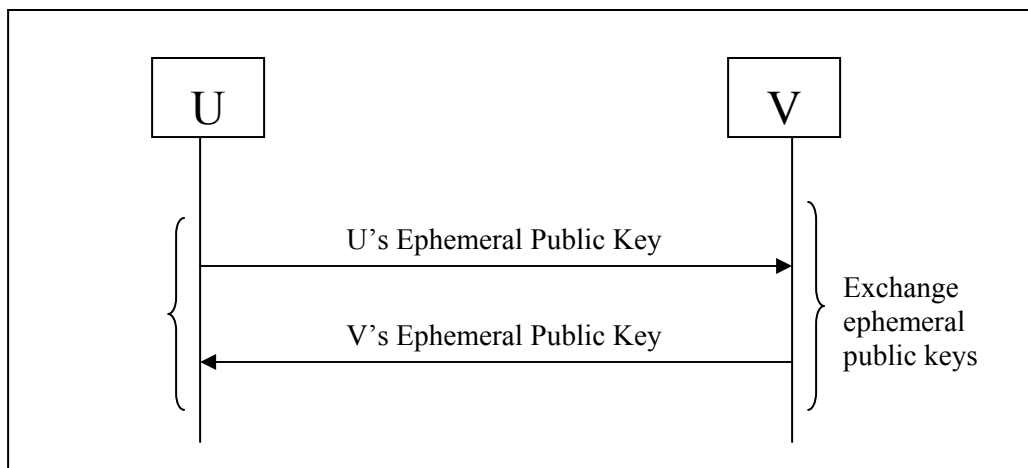 U
V
U’s Ephemeral Public Key
V’s Ephemeral Public Key
Exchange
ephemeral
public keys